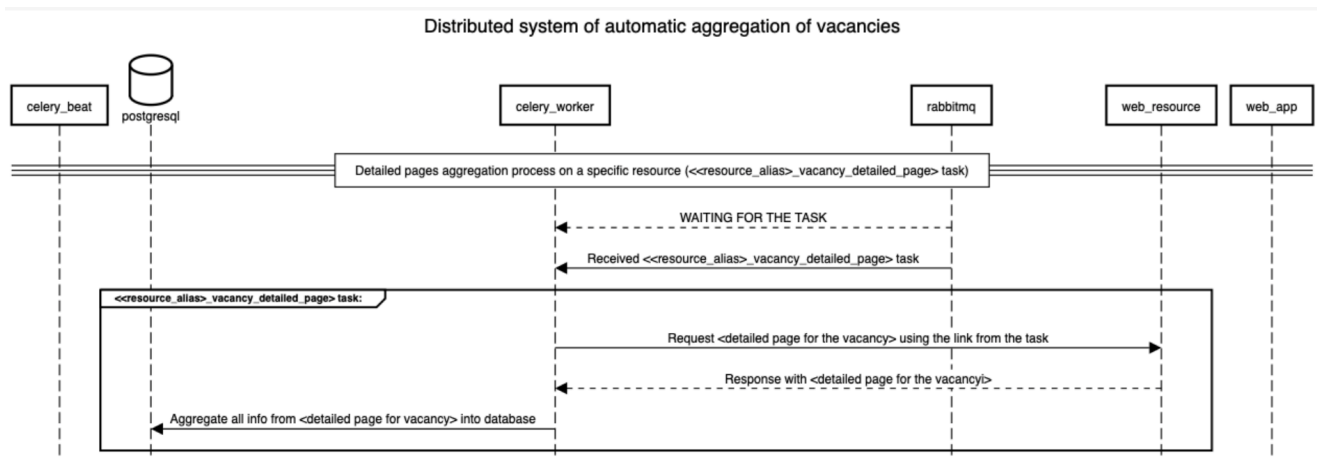 Distributed system of automatic aggregation of vacancies
celery_beat
postgresql
celery_worker
rabbitmq
web_resource
web_app
Detailed pages aggregation process on a specific resource (<<resource_alias>_vacancy_detailed_page> task)
WAITING FOR THE TASK
Received <<resource_alias>_vacancy_detailed_page> task
<<resource_alias>_vacancy_detailed_page> task:
Request <detailed page for the vacancy> using the link from the task
Response with <detailed page for the vacancyi>
Aggregate all info from <detailed page for vacancy> into database